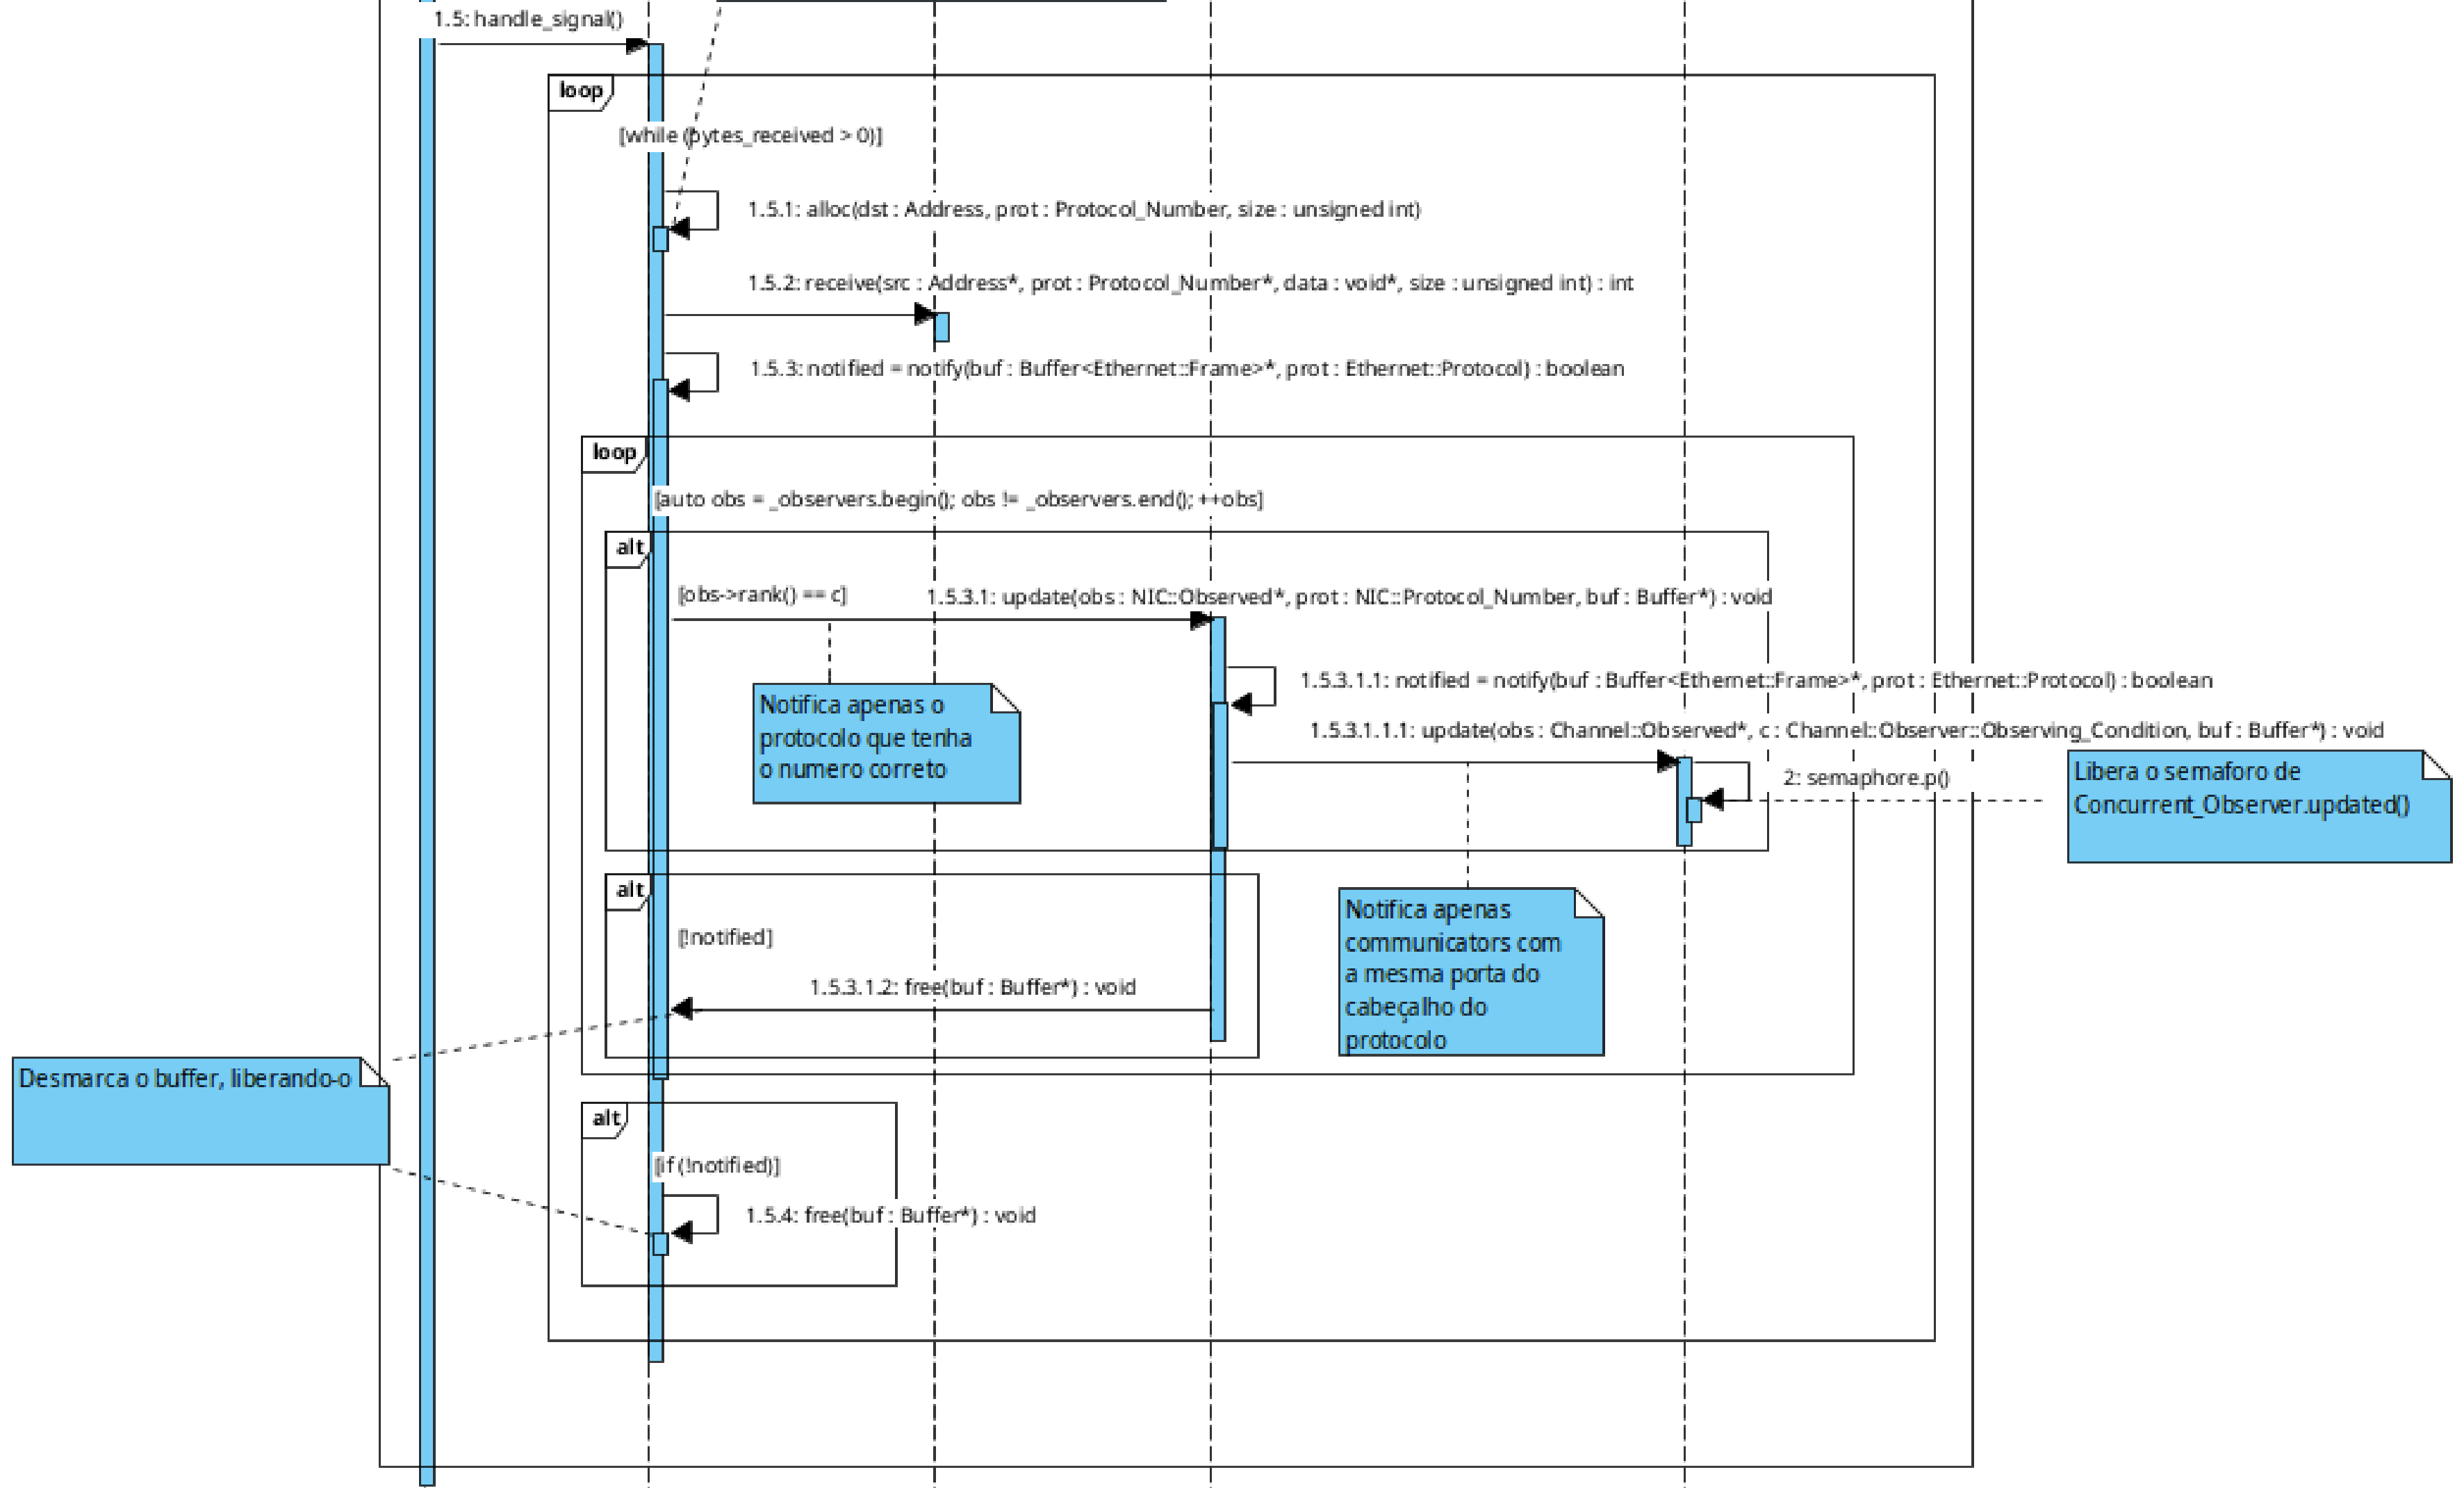 1.5: handle_signal()
loop
[while (bytes_received > 0)]
1.5.1: alloc(dst : Address, prot : Protocol_Number, size : unsigned int)
1.5.2: receive(src : Address*, prot : Protocol_Number*, data : void*, size : unsigned int) : int
1.5.3: notified = notify(buf : Buffer<Ethernet::Frame>*, prot : Ethernet::Protocol) : boolean
loop
[auto obs = _observers.begin(); obs != _observers.end(); ++obs]
alt
[obs->rank() == c]
1.5.3.1: update(obs : NIC::Observed*, prot : NIC::Protocol_Number, buf : Buffer*) : void
Notifica apenas o
protocolo que tenha
o numero correto
1.5.3.1.1: notified = notify(buf : Buffer<Ethernet::Frame>*, prot : Ethernet::Protocol) : boolean
1.5.3.1.1.1: update(obs : Channel::Observed*, c : Channel::Observer::Observing_Condition, buf : Buffer*) : void
2: semaphore.p()
Libera o semaforo de
Concurrent_Observer.updated()
alt
[!notified]
1.5.3.1.2: free(buf : Buffer*) : void
Notifica apenas
communicators com
a mesma porta do
cabeçalho do
protocolo
Desmarca o buffer, liberando-o
alt
[if (!notified)]
1.5.4: free(buf : Buffer*) : void